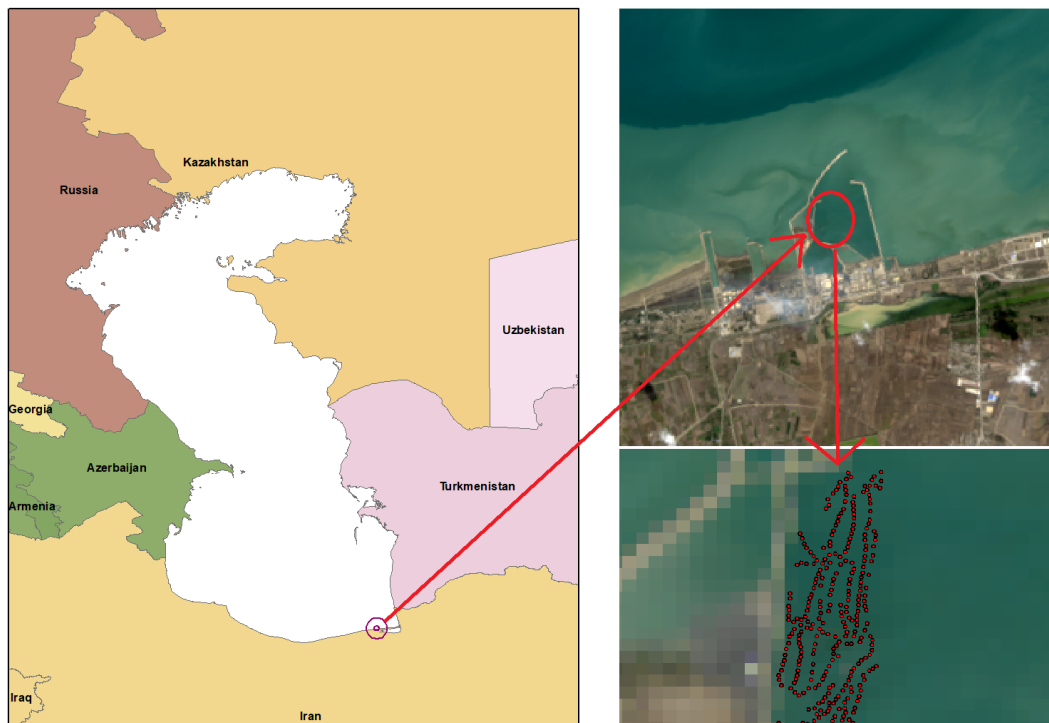 Kazakhstan
Russia
Uzbekistan
Georgia
Azerbaijan
Turkmenistan
Armenia
Iraq
Iran